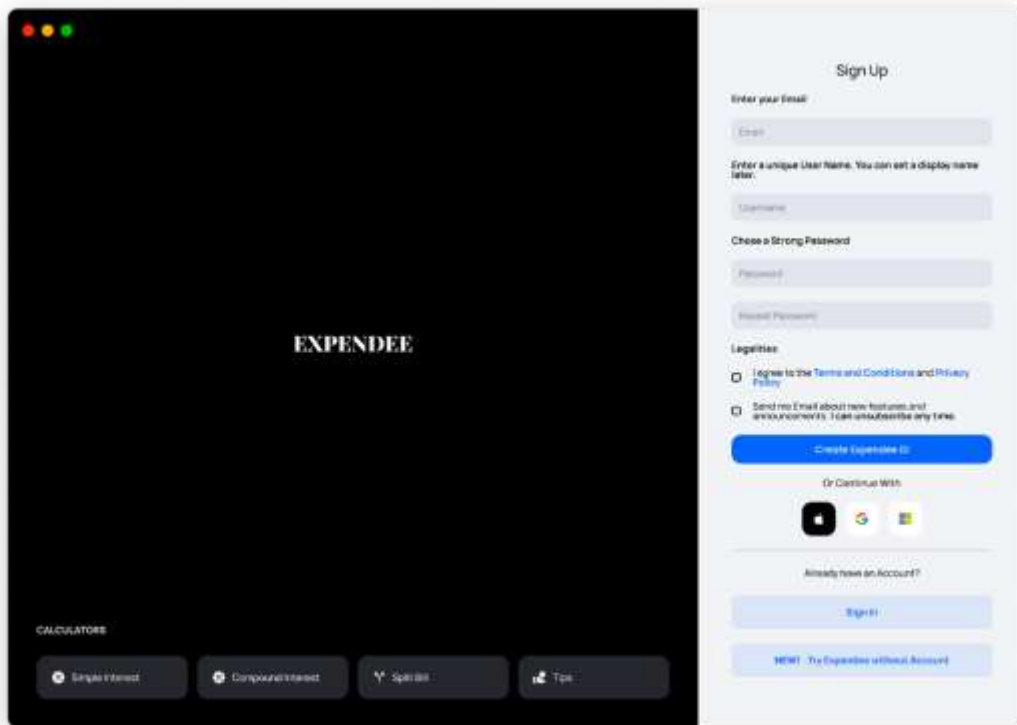 EXPENDEE
CALCULATORS
Simple Interest
Compound Interest
Split Bill
Tips
Sign Up
Enter your Email
Email
Enter a unique User Name. You can set a display name
later.
Username
Chose a Strong Password
Password
Repeat Password
Legalities
I agree to the Terms and Conditions and Privacy
Policy
Send me Email about new features and
announcements. I can unsubscribe any time.
Create Expendee ID
Or Continue With
Already have an Account?
Sign In
NEW! Try Expendee without Account